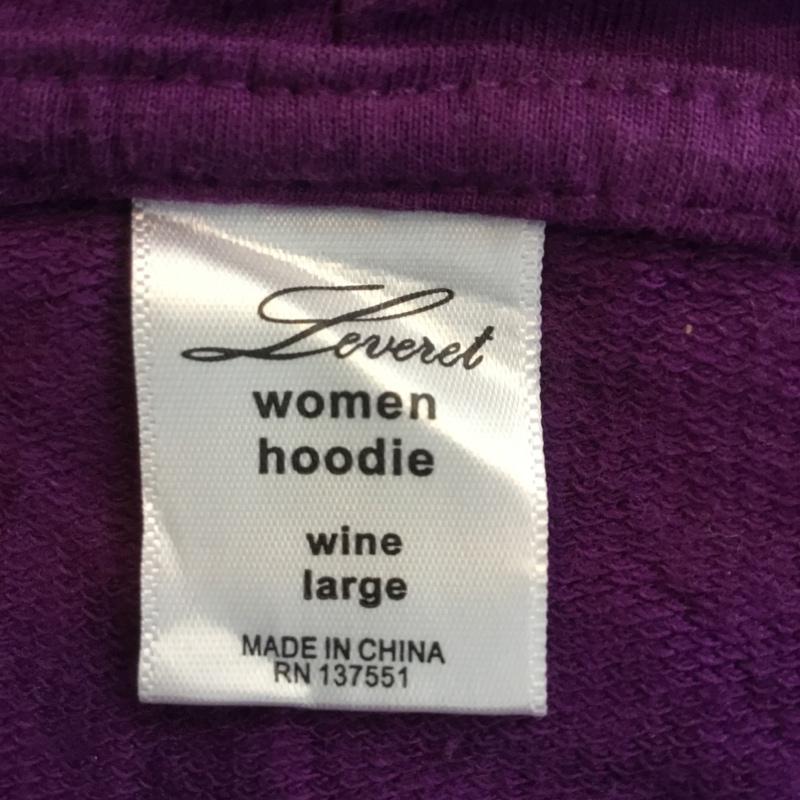 Leveret
women
hoodie
wine
large
MADE IN CHINA
RN 137551